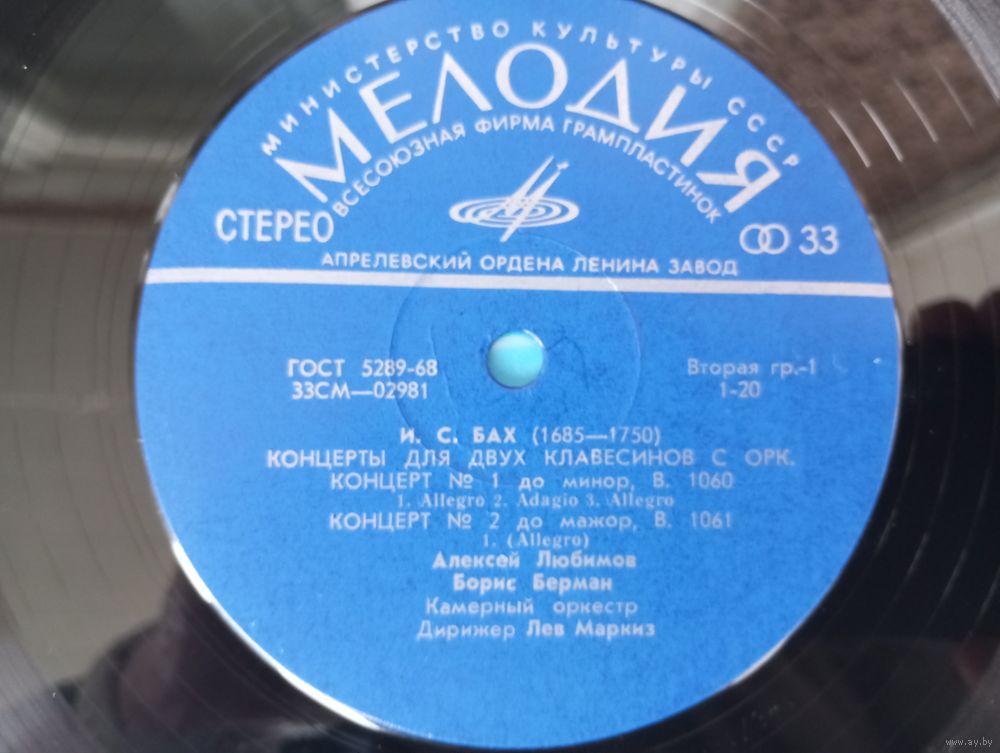 МИНИСТЕРСТВО КУЛЬТУРЫ СССР
МЕЛОДИЯ
ВСЕСОЮЗНАЯ ФИРМА ГРАМПЛАСТИНОК
СТЕРЕО
33
АПРЕЛЕВСКИЙ ОРДЕНА ЛЕНИНА ЗАВОД
ГОСТ 5289-68
Вторая гр.-1
33СМ—02981
1-20
И. С. БАХ (1685—1750)
КОНЦЕРТЫ ДЛЯ ДВУХ КЛАВЕСИНОВ С ОРК.
КОНЦЕРТ № 1 до минор, В. 1060
1. Allegro 2. Adagio 3. Allegro
КОНЦЕРТ № 2 до мажор, В. 1061
1. (Allegro)
Алексей Любимов
Борис Берман
Камерный оркестр
Дирижер Лев Маркиз
www.ay.by